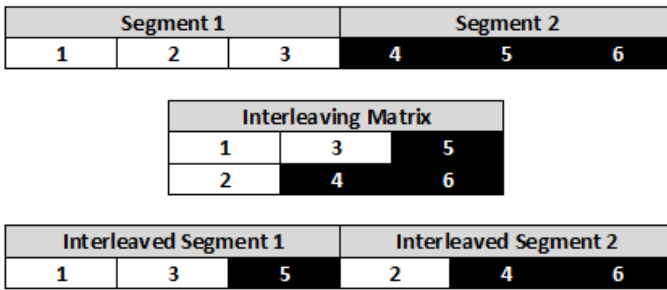 Segment 1 Segment 2
1 2 3 4 5 6
Interleaving Matrix
1 3 5
2 4 6
Interleaved Segment 1 Interleaved Segment 2
1 3 5 2 4 6